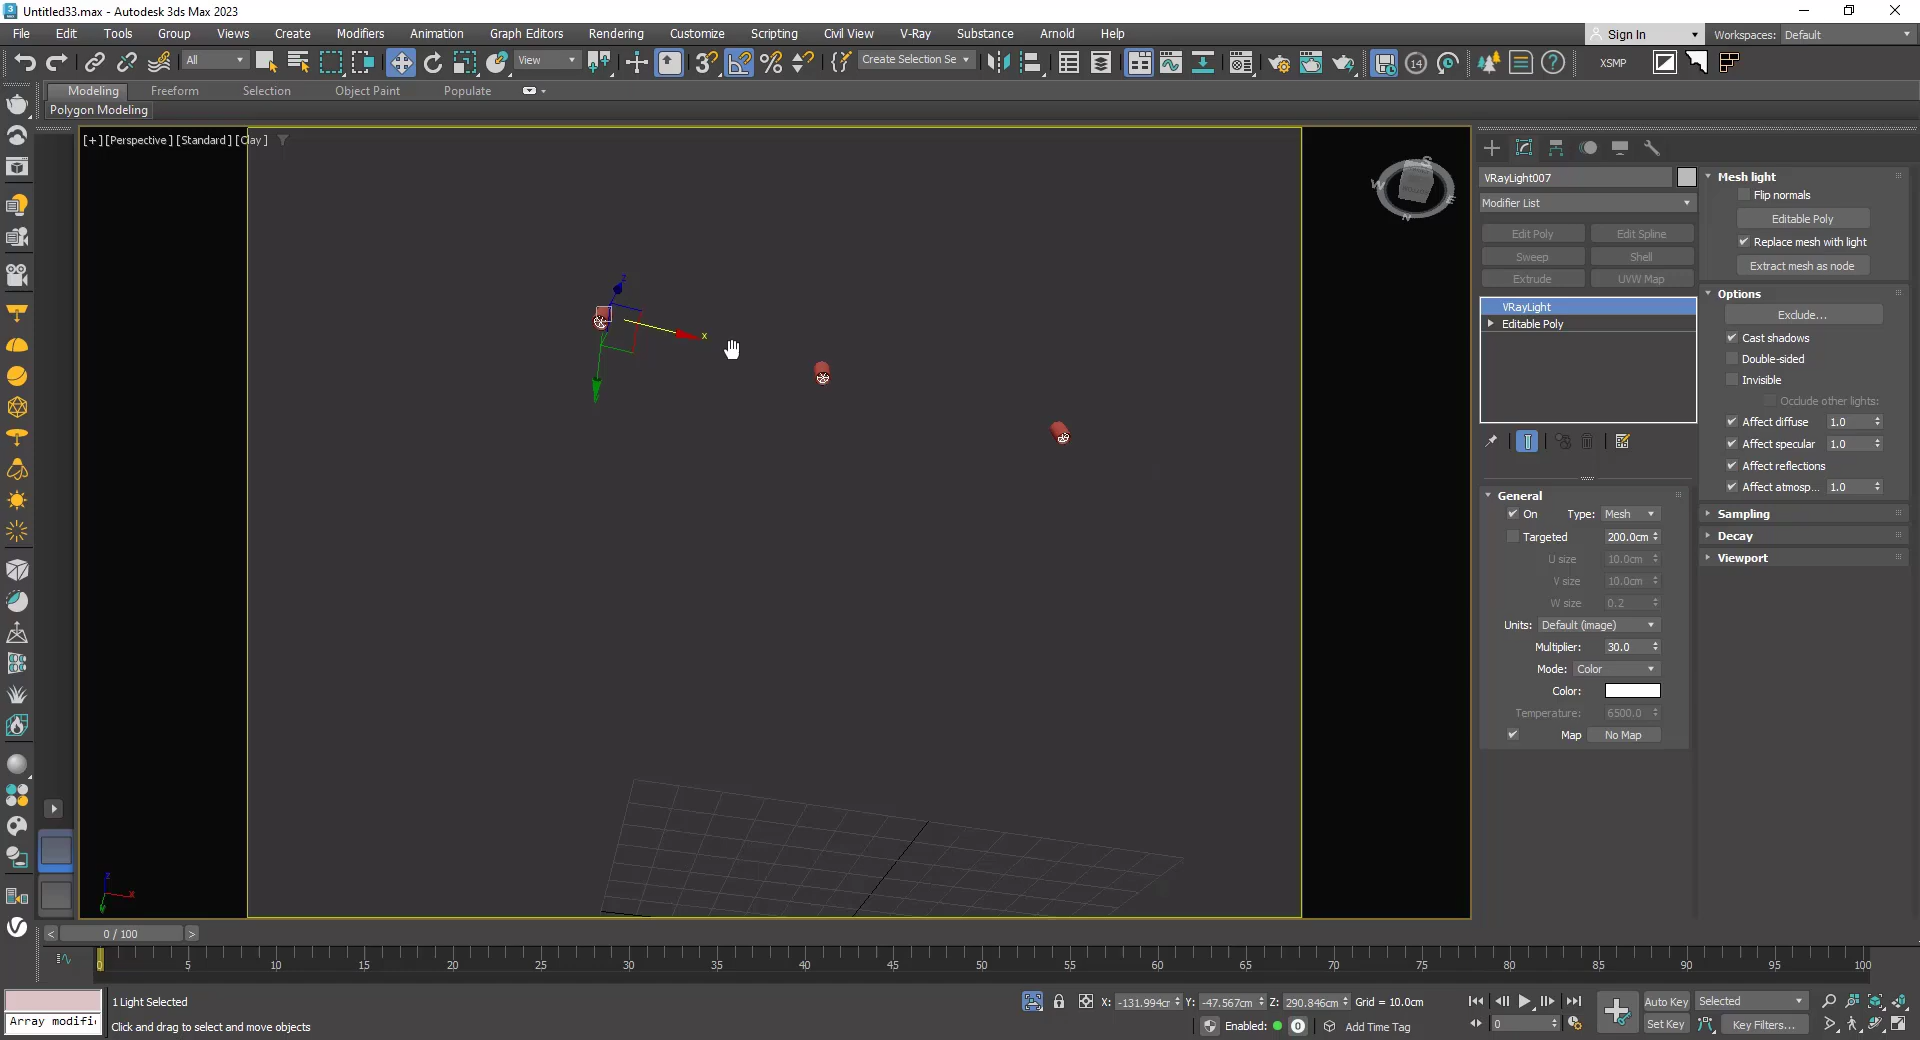 Untitled33.max - Autodesk 3ds Max 2023
File Edit Tools Group Views Create Modifiers Animation Graph Editors Rendering Customize Scripting Civil View V-Ray Substance Arnold Help
Sign In Workspaces: Default
All View Create Selection Se 14 XSMP
Modeling Freeform Selection Object Paint Populate
Polygon Modeling
[+] [Perspective] [Standard] [Clay]
S
W
E
N
z
x
VRayLight007
Modifier List
Edit Poly Edit Spline
Sweep Shell
Extrude UVW Map
VRayLight
Editable Poly
General
On Type: Mesh
Targeted 200.0cm
U size 10.0cm
V size 10.0cm
W size 0.2
Units: Default (image)
Multiplier: 30.0
Mode: Color
Color:
Temperature: 6500.0
Map No Map
Mesh light
Flip normals
Editable Poly
Replace mesh with light
Extract mesh as node
Options
Exclude...
Cast shadows
Double-sided
Invisible
Occlude other lights:
Affect diffuse 1.0
Affect specular 1.0
Affect reflections
Affect atmosp... 1.0
Sampling
Decay
Viewport
z
x
0 / 100
0 5 10 15 20 25 30 35 40 45 50 55 60 65 70 75 80 85 90 95 100
1 Light Selected
X: -131.994cr Y: -47.567cm Z: 290.846cm Grid = 10.0cm
Auto Key Selected
Array modifi
Click and drag to select and move objects
Enabled: 0 Add Time Tag
0
Set Key Key Filters...